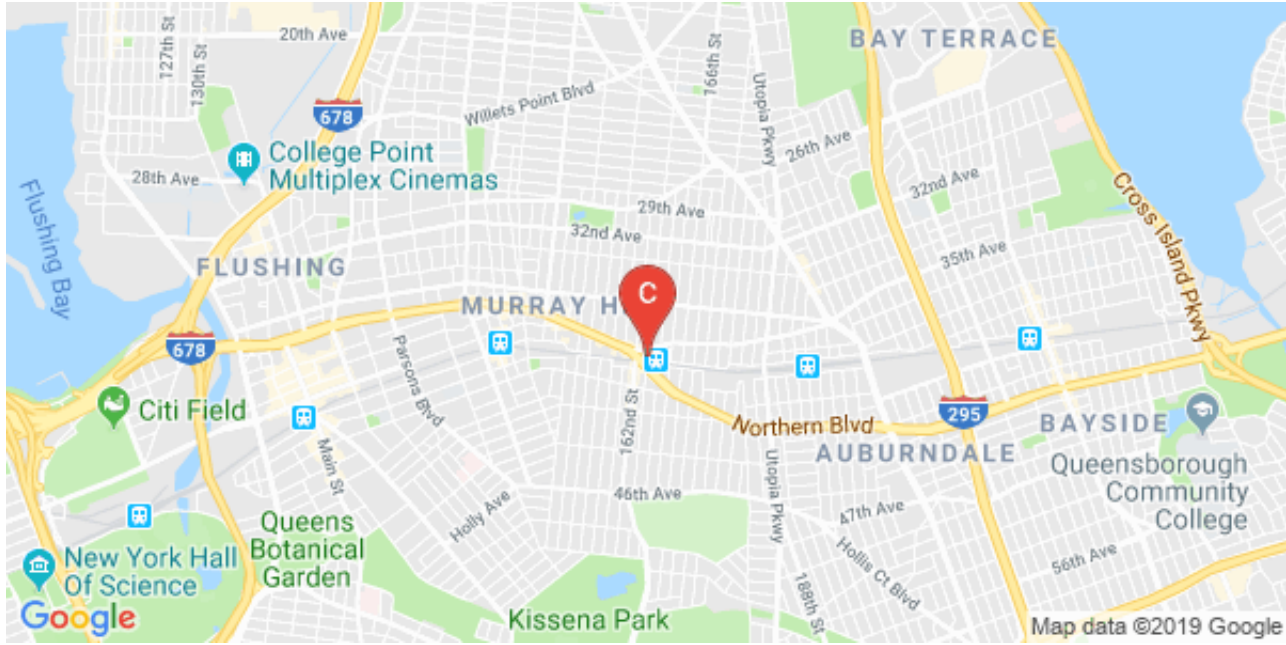 127th St
130th St
20th Ave
166th St
BAY TERRACE
Willets Point Blvd
678
Utopia Pkwy
26th Ave
College Point
Multiplex Cinemas
28th Ave
32nd Ave
29th Ave
32nd Ave
Cross Island Pkwy
Flushing Bay
FLUSHING
35th Ave
C
MURRAY H
678
Parsons Blvd
Citi Field
162nd St
Northern Blvd
295
BAYSIDE
AUBURNDALE
Main St
Queensborough
Community
College
46th Ave
Utopia Pkwy
47th Ave
Holly Ave
Queens
Botanical
Garden
Hollis Ct Blvd
56th Ave
New York Hall
Of Science
188th St
Google
Kissena Park
Map data ©2019 Google